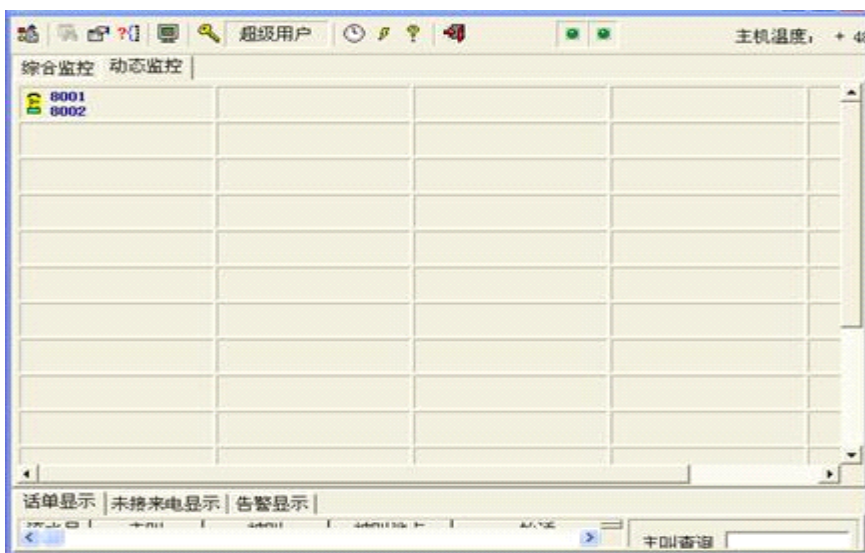 超级用户
主机温度： + 48
综合监控 动态监控
8001
8002
话单显示 未接来电显示 告警显示
主叫查询